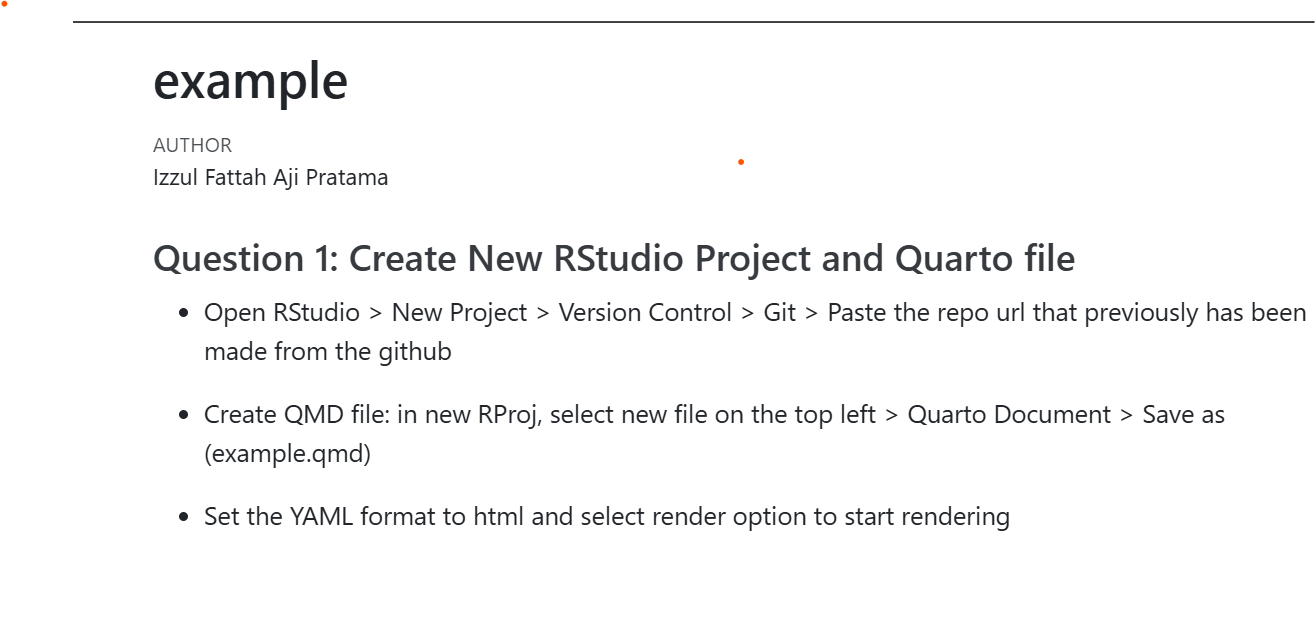 example
AUTHOR
Izzul Fattah Aji Pratama
Question 1: Create New RStudio Project and Quarto file
• Open RStudio > New Project > Version Control > Git > Paste the repo url that previously has been
made from the github
• Create QMD file: in new RProj, select new file on the top left > Quarto Document > Save as
(example.qmd)
• Set the YAML format to html and select render option to start rendering